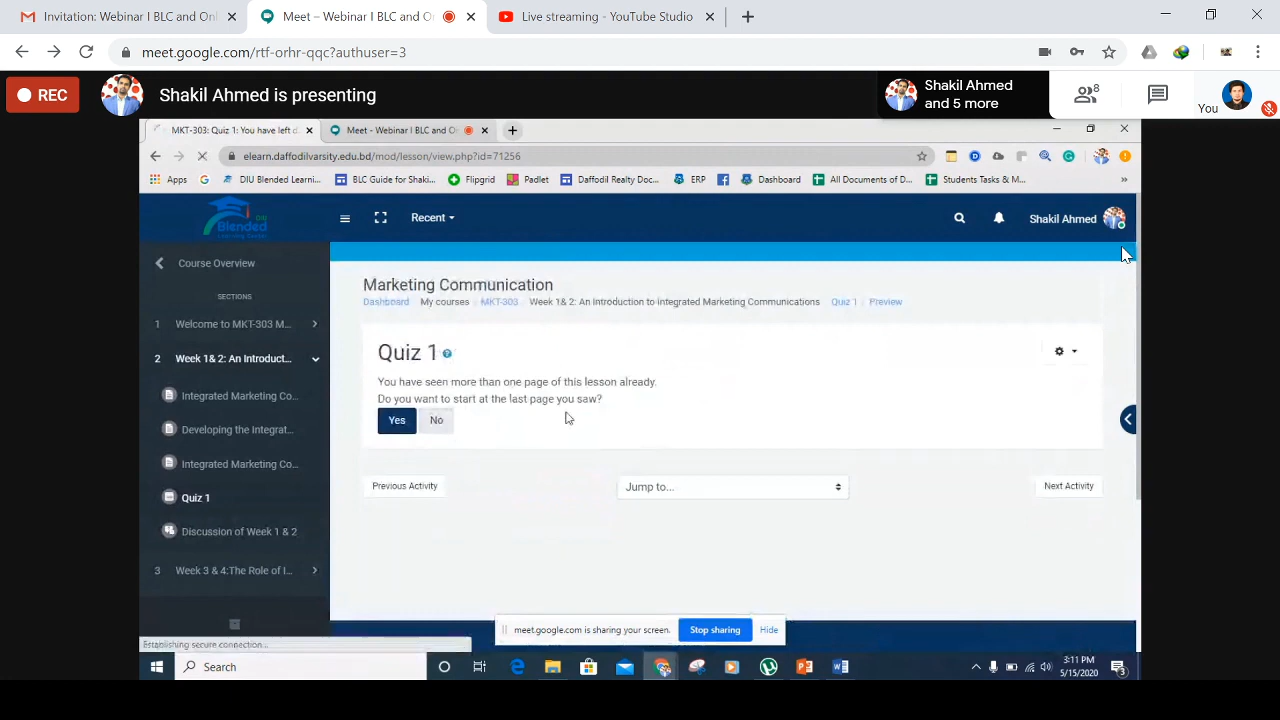 Invitation: Webinar I BLC and Onl
Meet – Webinar I BLC and O
Live streaming - YouTube Studio
meet.google.com/rtf-orhr-qqc?authuser=3
REC
Shakil Ahmed is presenting
Shakil Ahmed
and 5 more
8
You
MKT-303: Quiz 1: You have left d
Meet - Webinar I BLC and O
elearn.daffodilvarsity.edu.bd/mod/lesson/view.php?id=71256
Apps
DIU Blended Learni...
BLC Guide for Shaki...
Flipgrid
Padlet
Daffodil Realty Doc...
ERP
Dashboard
All Documents of D...
Students Tasks & M...
DIU
Blended
Learning Center
Recent
Shakil Ahmed
Course Overview
SECTIONS
1 Welcome to MKT-303 M...
2 Week 1& 2: An Introduct...
Integrated Marketing Co...
Developing the Integrat...
Integrated Marketing Co...
Quiz 1
Discussion of Week 1 & 2
3 Week 3 & 4:The Role of I...
Marketing Communication
Dashboard My courses MKT-303 Week 1& 2: An Introduction to Integrated Marketing Communications Quiz 1 Preview
Quiz 1
You have seen more than one page of this lesson already.
Do you want to start at the last page you saw?
Yes
No
Previous Activity
Jump to...
Next Activity
meet.google.com is sharing your screen.
Stop sharing
Hide
Establishing secure connection...
Search
3:11 PM
5/15/2020
3